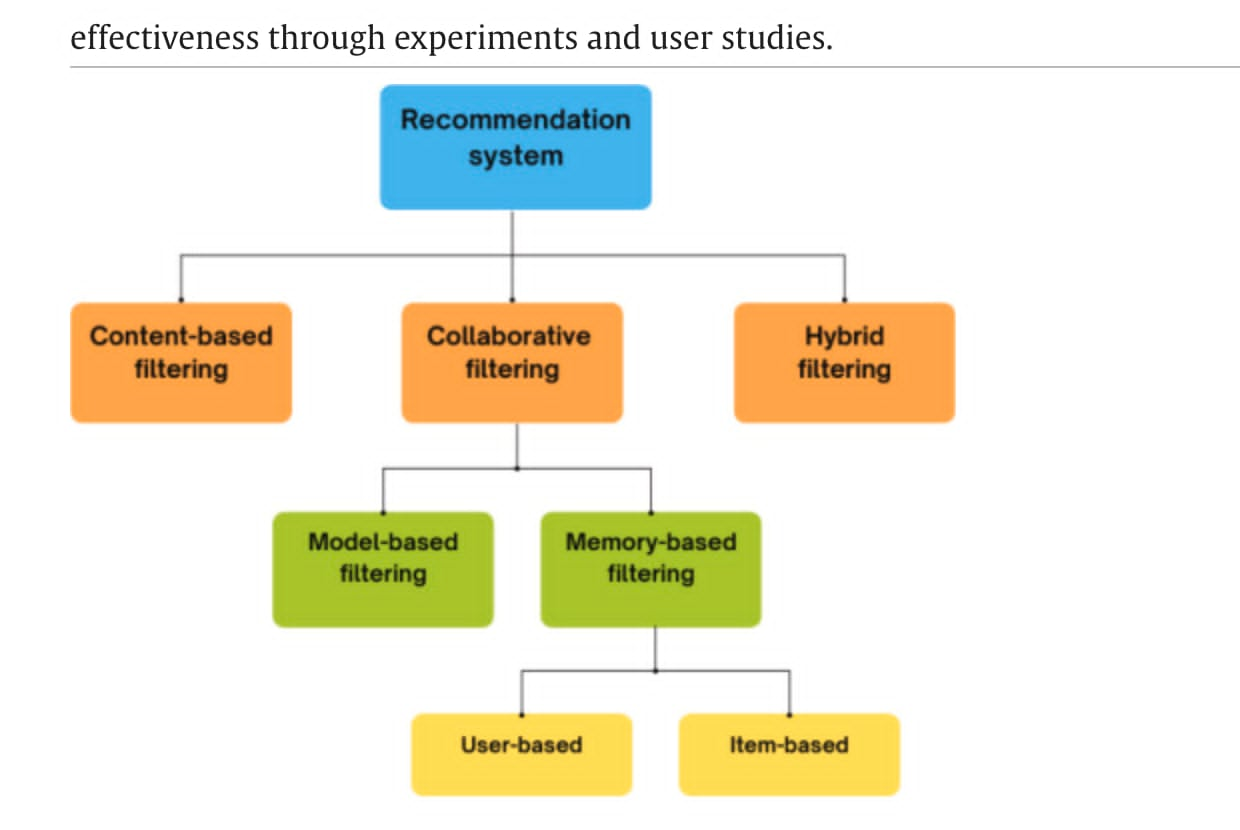 effectiveness through experiments and user studies.
Recommendation
system
Content-based
filtering
Collaborative
filtering
Hybrid
filtering
Model-based
filtering
Memory-based
filtering
User-based
Item-based